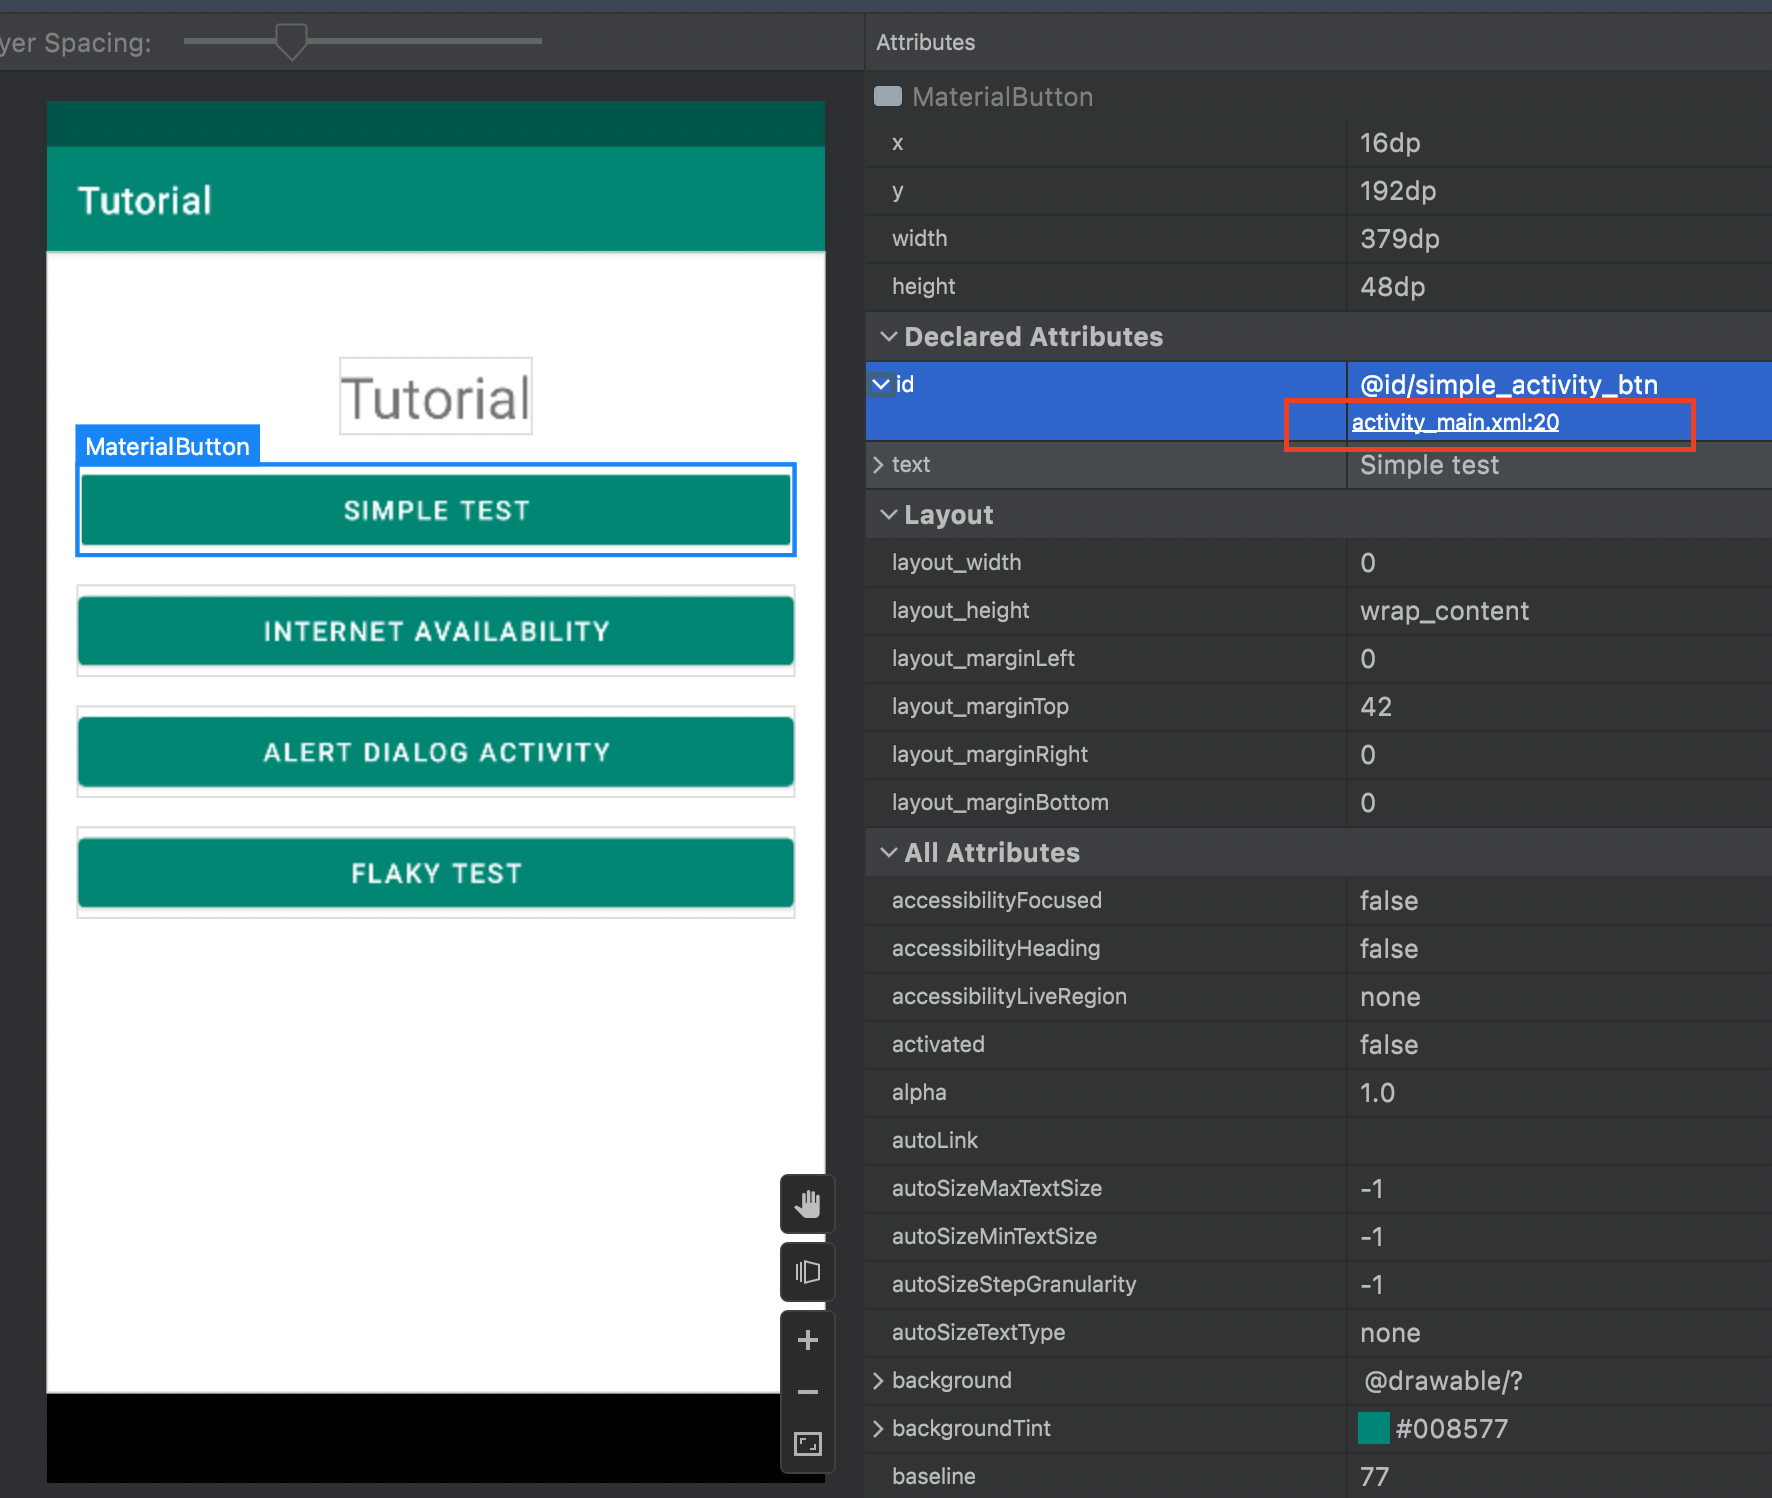 yer Spacing:
Tutorial
Tutorial
MaterialButton
SIMPLE TEST
INTERNET AVAILABILITY
ALERT DIALOG ACTIVITY
FLAKY TEST
Attributes
MaterialButton
x 16dp
y 192dp
width 379dp
height 48dp
Declared Attributes
id @id/simple_activity_btn
activity_main.xml:20
text Simple test
Layout
layout_width 0
layout_height wrap_content
layout_marginLeft 0
layout_marginTop 42
layout_marginRight 0
layout_marginBottom 0
All Attributes
accessibilityFocused false
accessibilityHeading false
accessibilityLiveRegion none
activated false
alpha 1.0
autoLink
autoSizeMaxTextSize -1
autoSizeMinTextSize -1
autoSizeStepGranularity -1
autoSizeTextType none
background @drawable/?
backgroundTint #008577
baseline 77